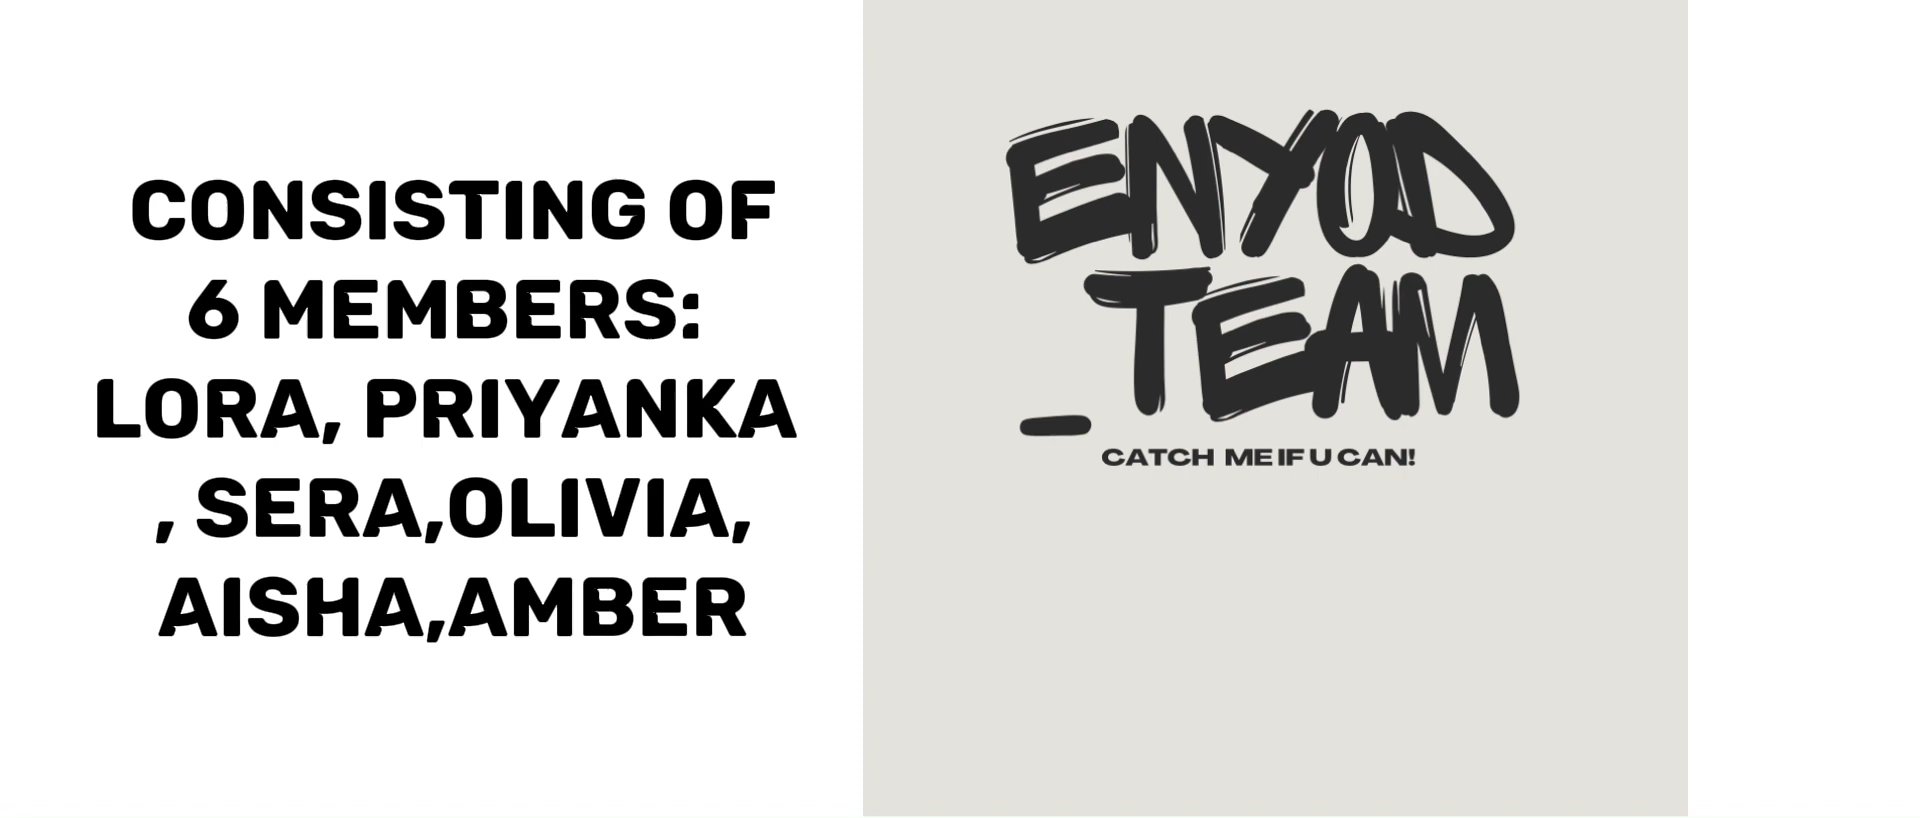 CONSISTING OF
6 MEMBERS:
LORA, PRIYANKA
, SERA,OLIVIA,
AISHA,AMBER
ENYOD
_TEAM
CATCH ME IF U CAN!